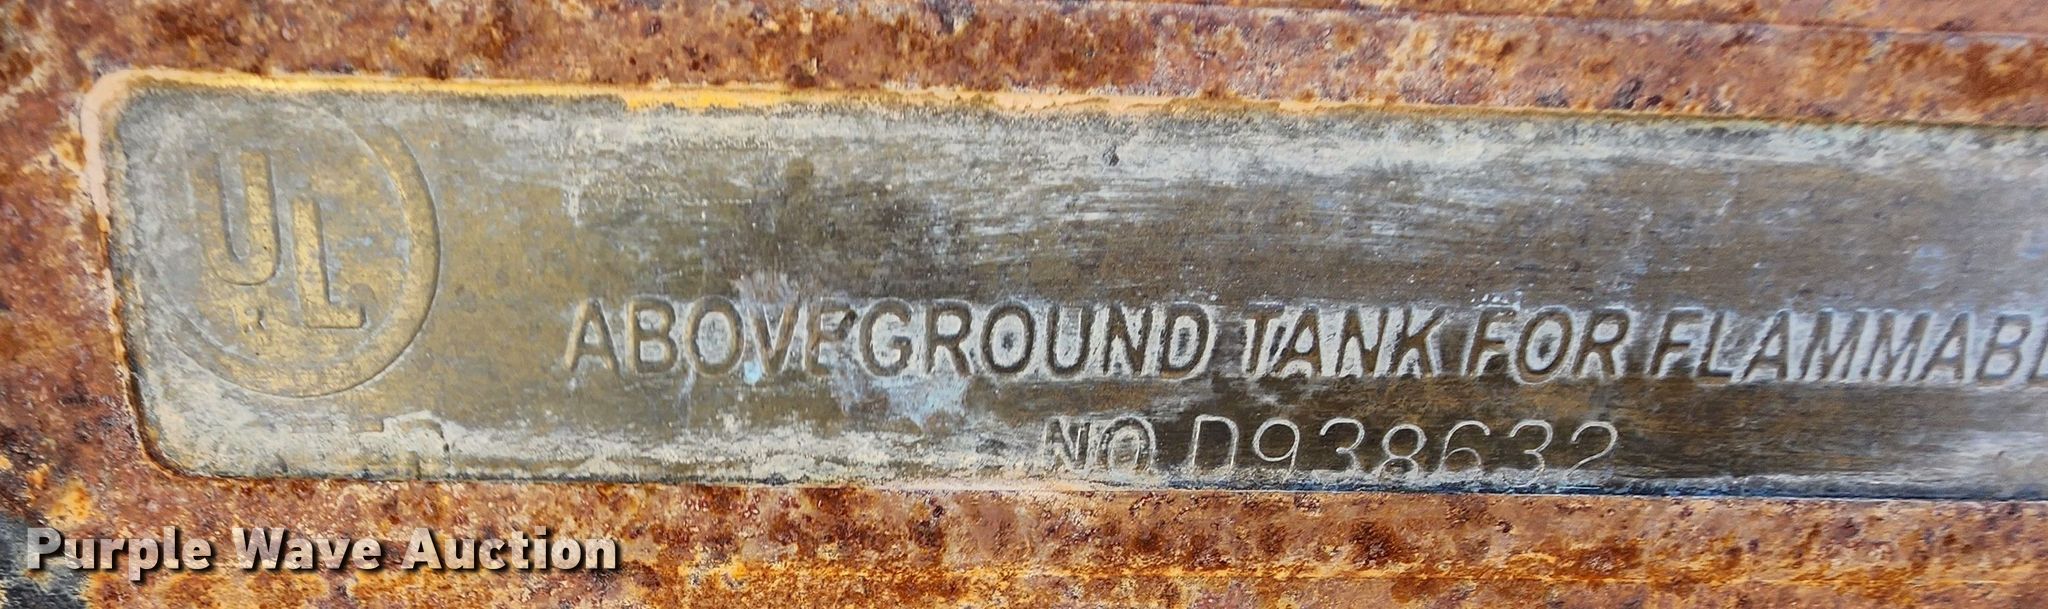 UL
ABOVEGROUND TANK FOR FLAMMABL
NO D938632
Purple Wave Auction